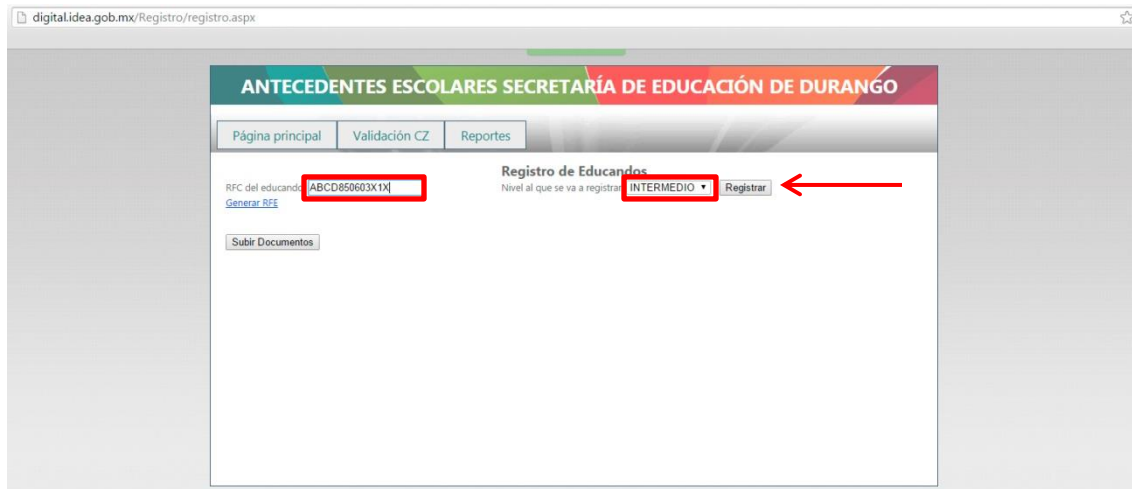 digital.idea.gob.mx/Registro/registro.aspx
ANTECEDENTES ESCOLARES SECRETARÍA DE EDUCACIÓN DE DURANGO
Página principal Validación CZ Reportes
Registro de Educandos
RFC del educando ABCD850603X1X Nivel al que se va a registrar INTERMEDIO Registrar
Generar RFE
Subir Documentos